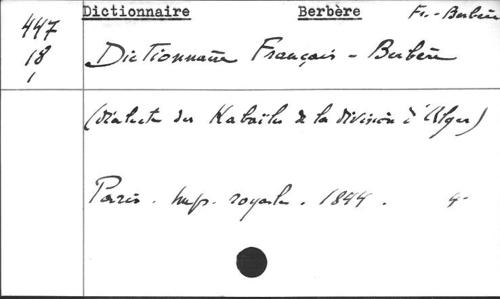 Dictionnaire Berbère Fr.-Berbère
447
18
1
Dictionnaire Français - Berbère
(dialecte des Kabaïles de la division d'Alger)
Paris. Imp. royale. 1844. 4°